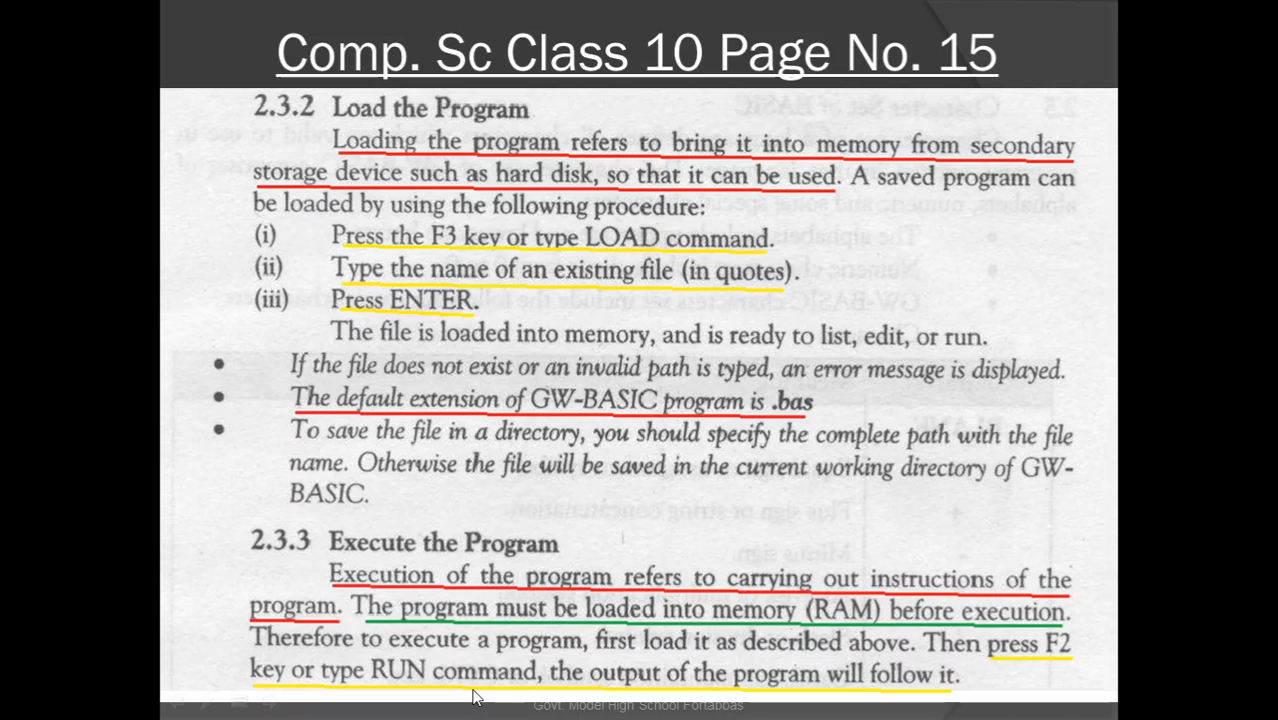 Comp. Sc Class 10 Page No. 15
2.3.2 Load the Program
Loading the program refers to bring it into memory from secondary
storage device such as hard disk, so that it can be used. A saved program can
be loaded by using the following procedure:
(i) Press the F3 key or type LOAD command.
(ii) Type the name of an existing file (in quotes).
(iii) Press ENTER.
The file is loaded into memory, and is ready to list, edit, or run.
• If the file does not exist or an invalid path is typed, an error message is displayed.
• The default extension of GW-BASIC program is .bas
• To save the file in a directory, you should specify the complete path with the file
name. Otherwise the file will be saved in the current working directory of GW-
BASIC.
2.3.3 Execute the Program
Execution of the program refers to carrying out instructions of the
program. The program must be loaded into memory (RAM) before execution.
Therefore to execute a program, first load it as described above. Then press F2
key or type RUN command, the output of the program will follow it.
Govt. Model High School Fortabbas